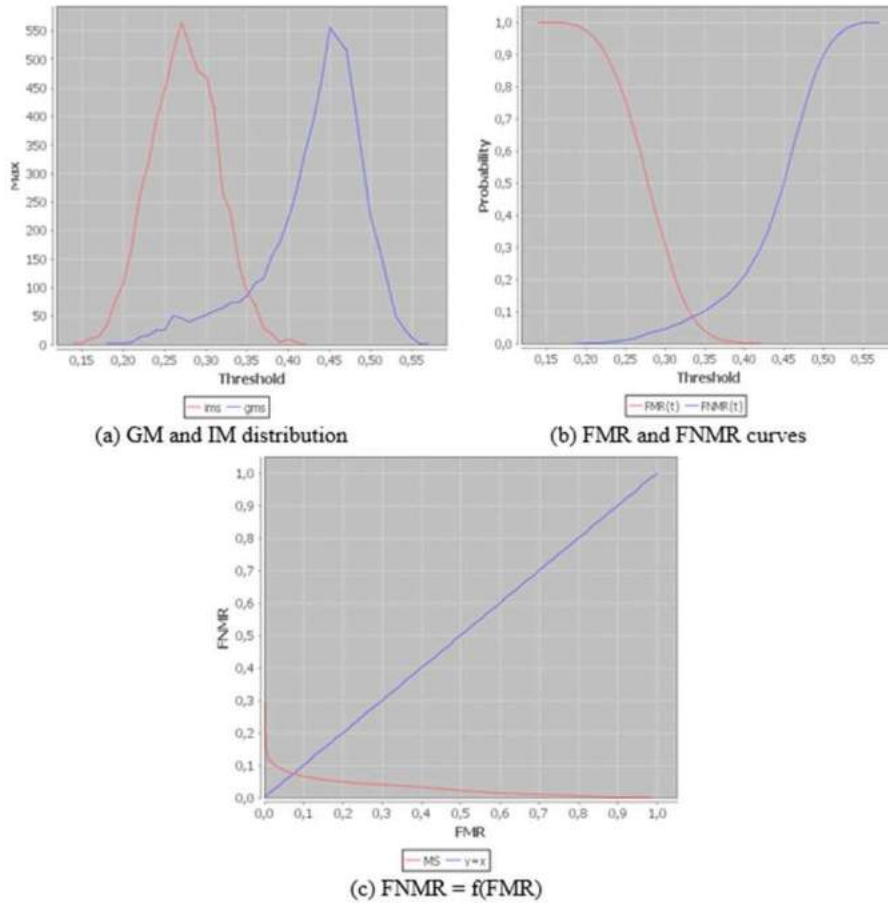 550
500
450
400
350
300
250
200
150
100
50
0
Max
0,15 0,20 0,25 0,30 0,35 0,40 0,45 0,50 0,55
Threshold
ims gms
(a) GM and IM distribution
1,0
0,9
0,8
0,7
0,6
0,5
0,4
0,3
0,2
0,1
0,0
Probability
0,15 0,20 0,25 0,30 0,35 0,40 0,45 0,50 0,55
Threshold
FMR(t) FNMR(t)
(b) FMR and FNMR curves
1,0
0,9
0,8
0,7
0,6
0,5
0,4
0,3
0,2
0,1
0,0
FNMR
0,0 0,1 0,2 0,3 0,4 0,5 0,6 0,7 0,8 0,9 1,0
FMR
MS y=x
(c) FNMR = f(FMR)